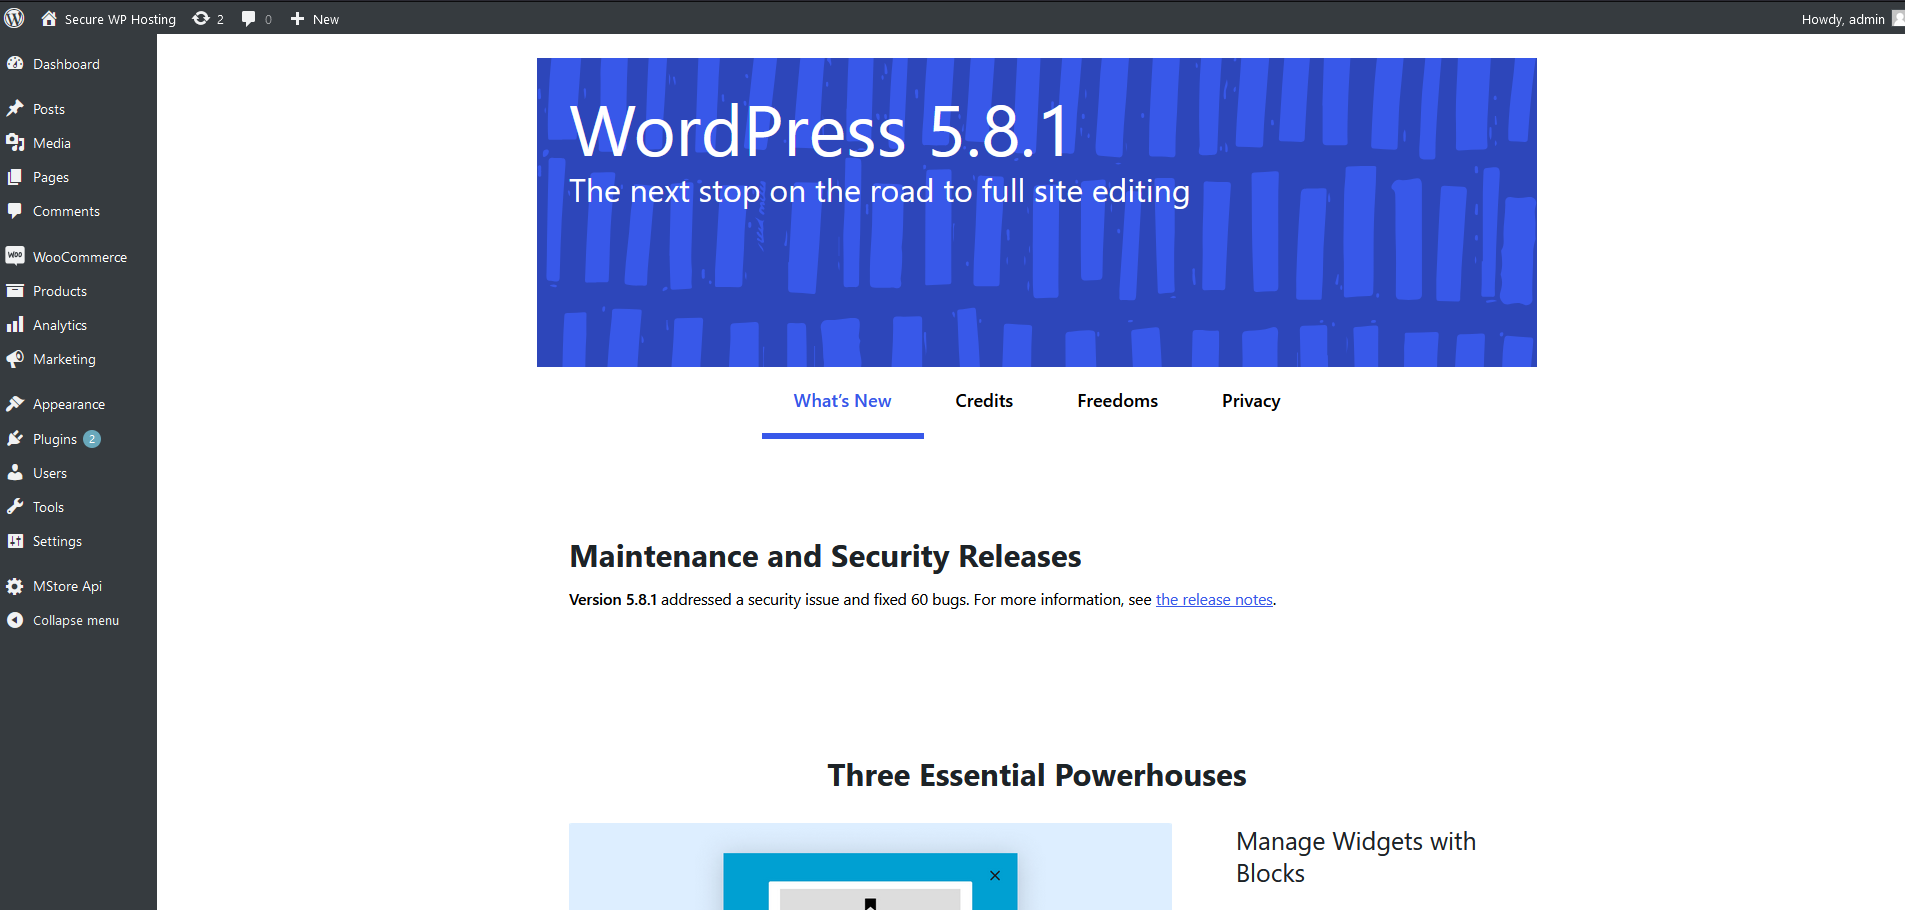 Secure WP Hosting 2 0 New Howdy, admin
Dashboard
Posts
Media
Pages
Comments
WooCommerce
Products
Analytics
Marketing
Appearance
Plugins 2
Users
Tools
Settings
MStore Api
Collapse menu
WordPress 5.8.1
The next stop on the road to full site editing
What's New Credits Freedoms Privacy
Maintenance and Security Releases
Version 5.8.1 addressed a security issue and fixed 60 bugs. For more information, see the release notes.
Three Essential Powerhouses
Manage Widgets with
Blocks